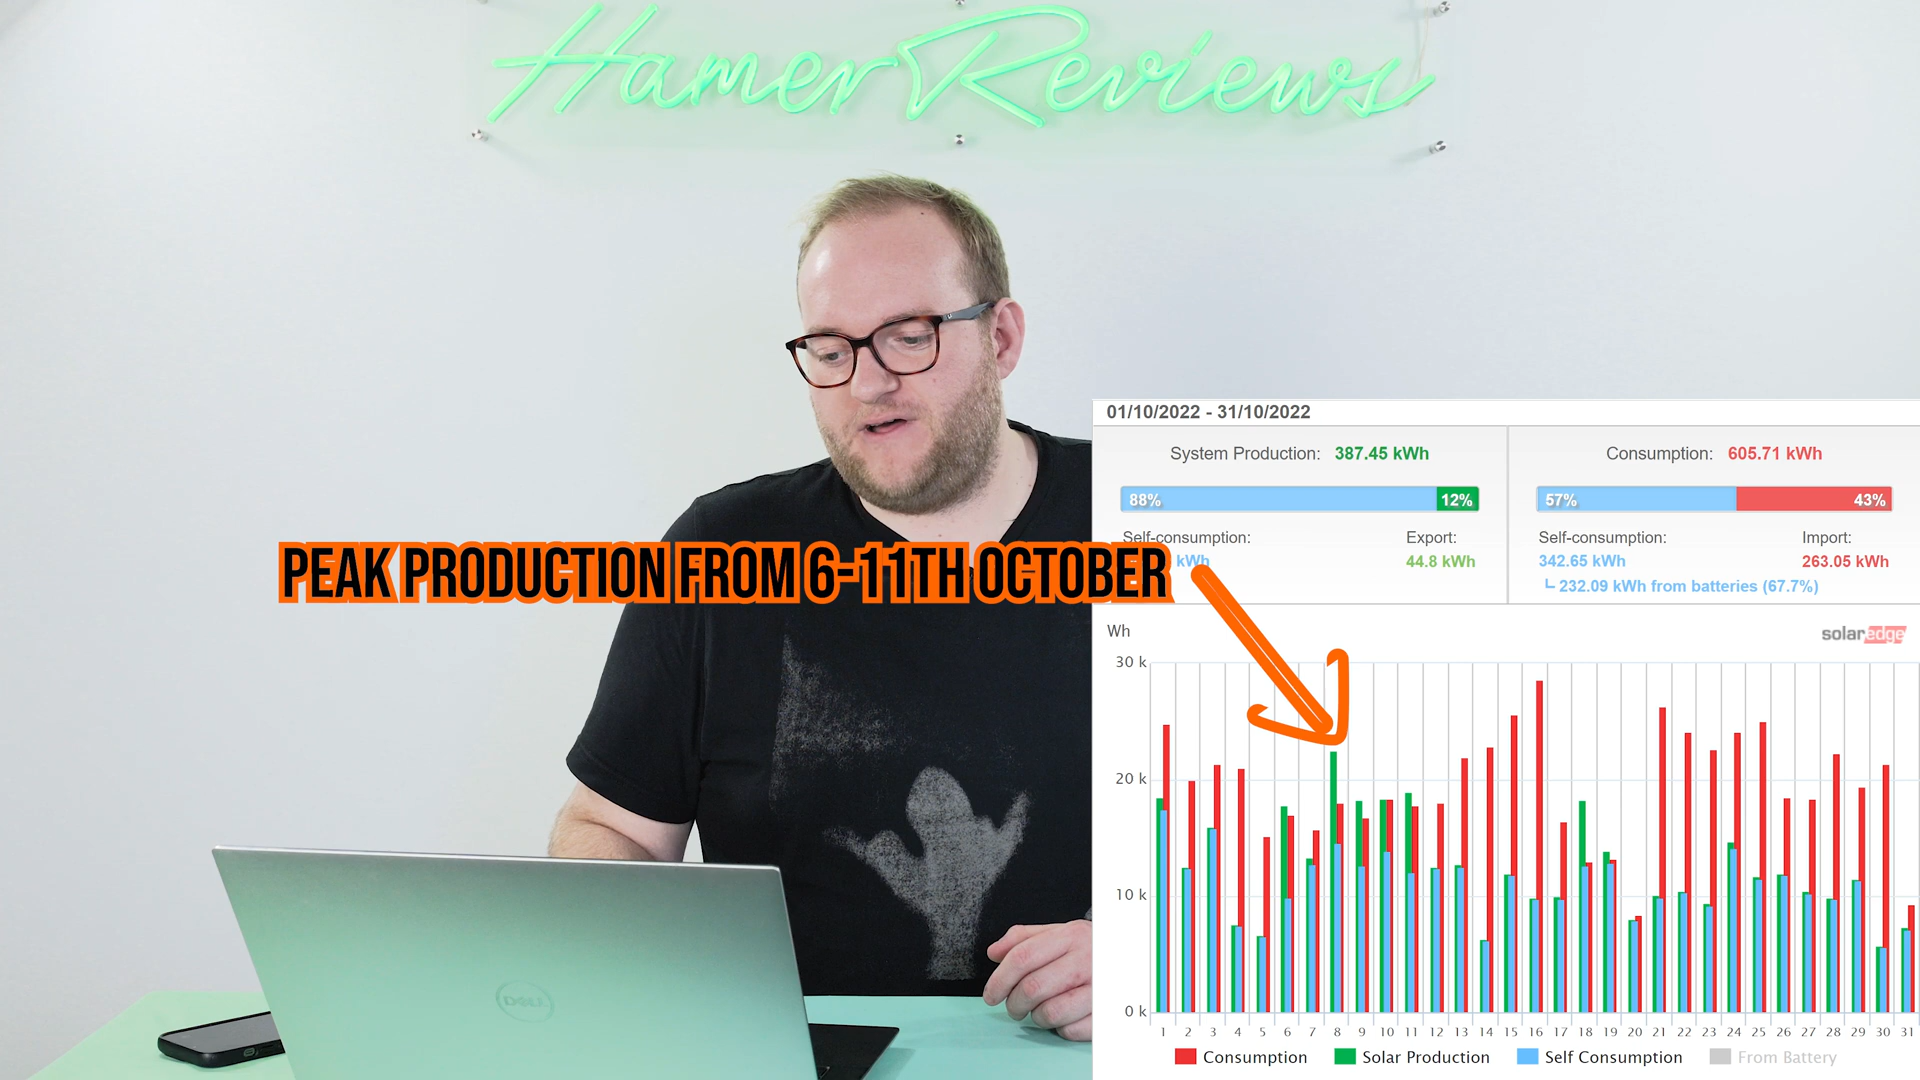 HamerReviews
01/10/2022 - 31/10/2022
System Production: 387.45 kWh
Consumption: 605.71 kWh
88% 12%
57% 43%
Self-consumption: Export:
kWh 44.8 kWh
Self-consumption: Import:
342.65 kWh 263.05 kWh
232.09 kWh from batteries (67.7%)
PEAK PRODUCTION FROM 6-11TH OCTOBER
Wh
solaredge
30 k
20 k
10 k
0 k
1 2 3 4 5 6 7 8 9 10 11 12 13 14 15 16 17 18 19 20 21 22 23 24 25 26 27 28 29 30 31
Consumption Solar Production Self Consumption From Battery
DELL